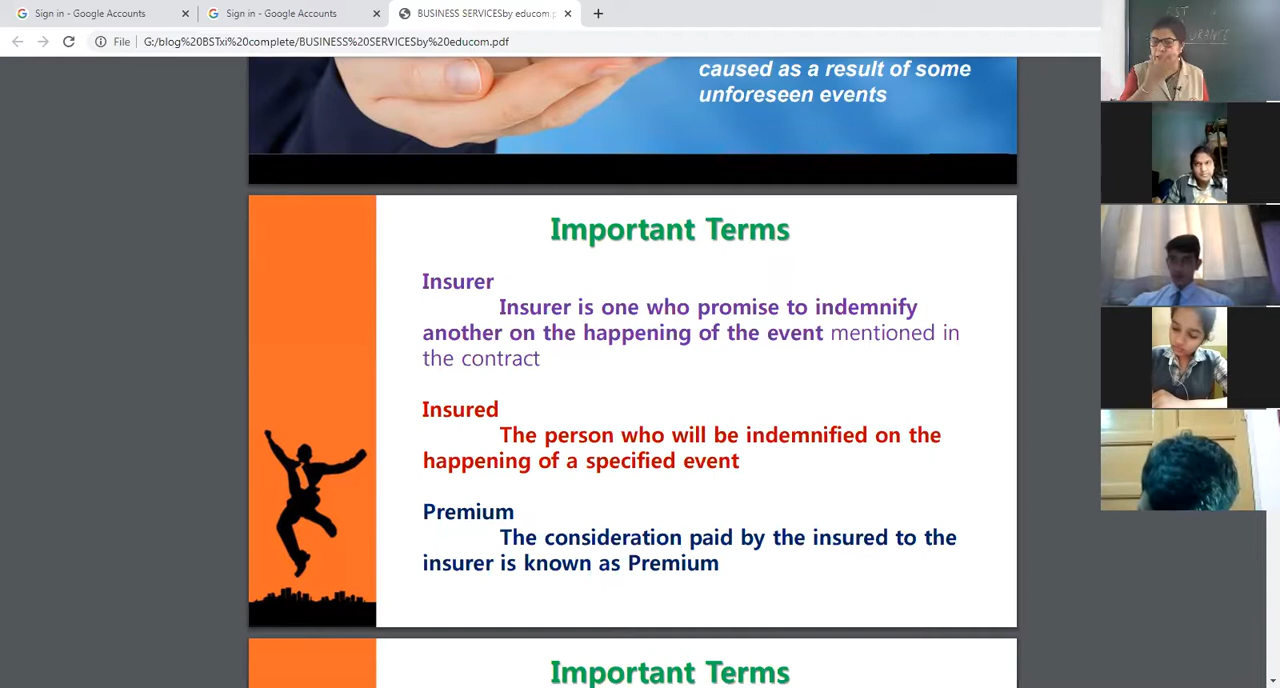 Sign in - Google Accounts
Sign in - Google Accounts
BUSINESS SERVICESby educom.p
File
G:/blog%20BSTxi%20complete/BUSINESS%20SERVICESby%20educom.pdf
caused as a result of some
unforeseen events
Important Terms
Insurer
Insurer is one who promise to indemnify
another on the happening of the event mentioned in
the contract
Insured
The person who will be indemnified on the
happening of a specified event
Premium
The consideration paid by the insured to the
insurer is known as Premium
Important Terms